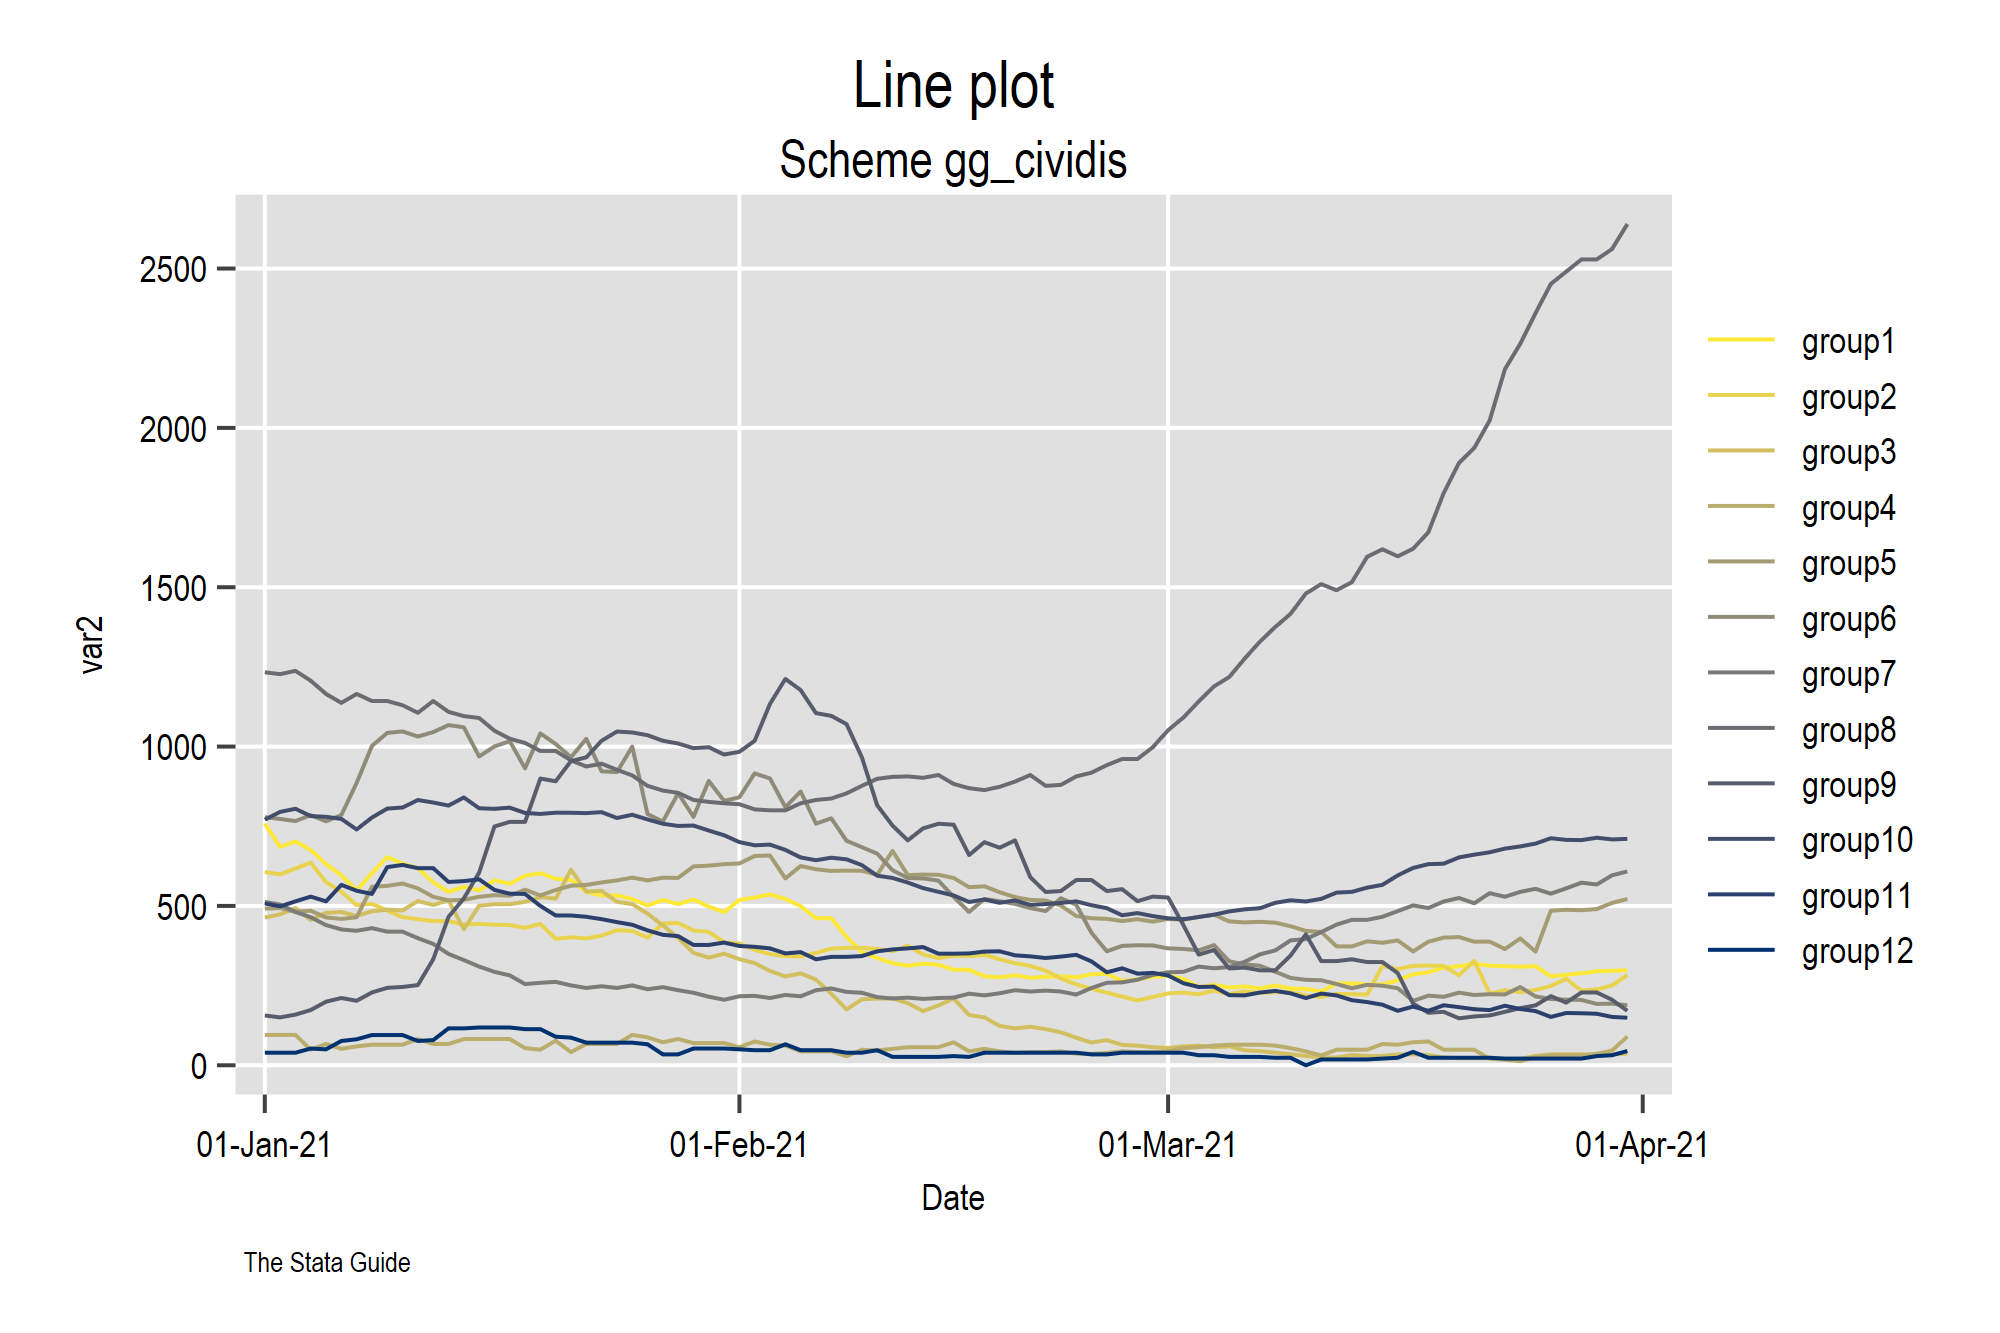 Line plot
Scheme gg_cividis
2500
2000
1500
1000
500
0
var2
01-Jan-21
01-Feb-21
01-Mar-21
01-Apr-21
Date
group1
group2
group3
group4
group5
group6
group7
group8
group9
group10
group11
group12
The Stata Guide